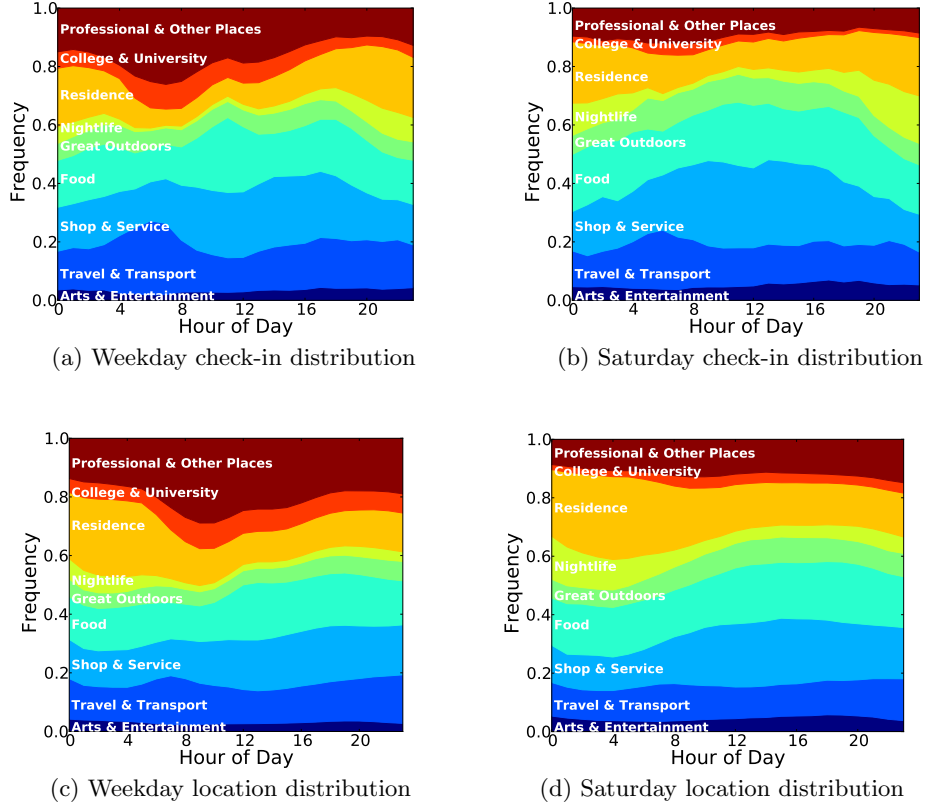 1.0
0.8
0.6
0.4
0.2
0.0
Frequency
Professional & Other Places
College & University
Residence
Nightlife
Great Outdoors
Food
Shop & Service
Travel & Transport
Arts & Entertainment
0 4 8 12 16 20
Hour of Day
(a) Weekday check-in distribution
1.0
0.8
0.6
0.4
0.2
0.0
Frequency
Professional & Other Places
College & University
Residence
Nightlife
Great Outdoors
Food
Shop & Service
Travel & Transport
Arts & Entertainment
0 4 8 12 16 20
Hour of Day
(b) Saturday check-in distribution
1.0
0.8
0.6
0.4
0.2
0.0
Frequency
Professional & Other Places
College & University
Residence
Nightlife
Great Outdoors
Food
Shop & Service
Travel & Transport
Arts & Entertainment
0 4 8 12 16 20
Hour of Day
(c) Weekday location distribution
1.0
0.8
0.6
0.4
0.2
0.0
Frequency
Professional & Other Places
College & University
Residence
Nightlife
Great Outdoors
Food
Shop & Service
Travel & Transport
Arts & Entertainment
0 4 8 12 16 20
Hour of Day
(d) Saturday location distribution